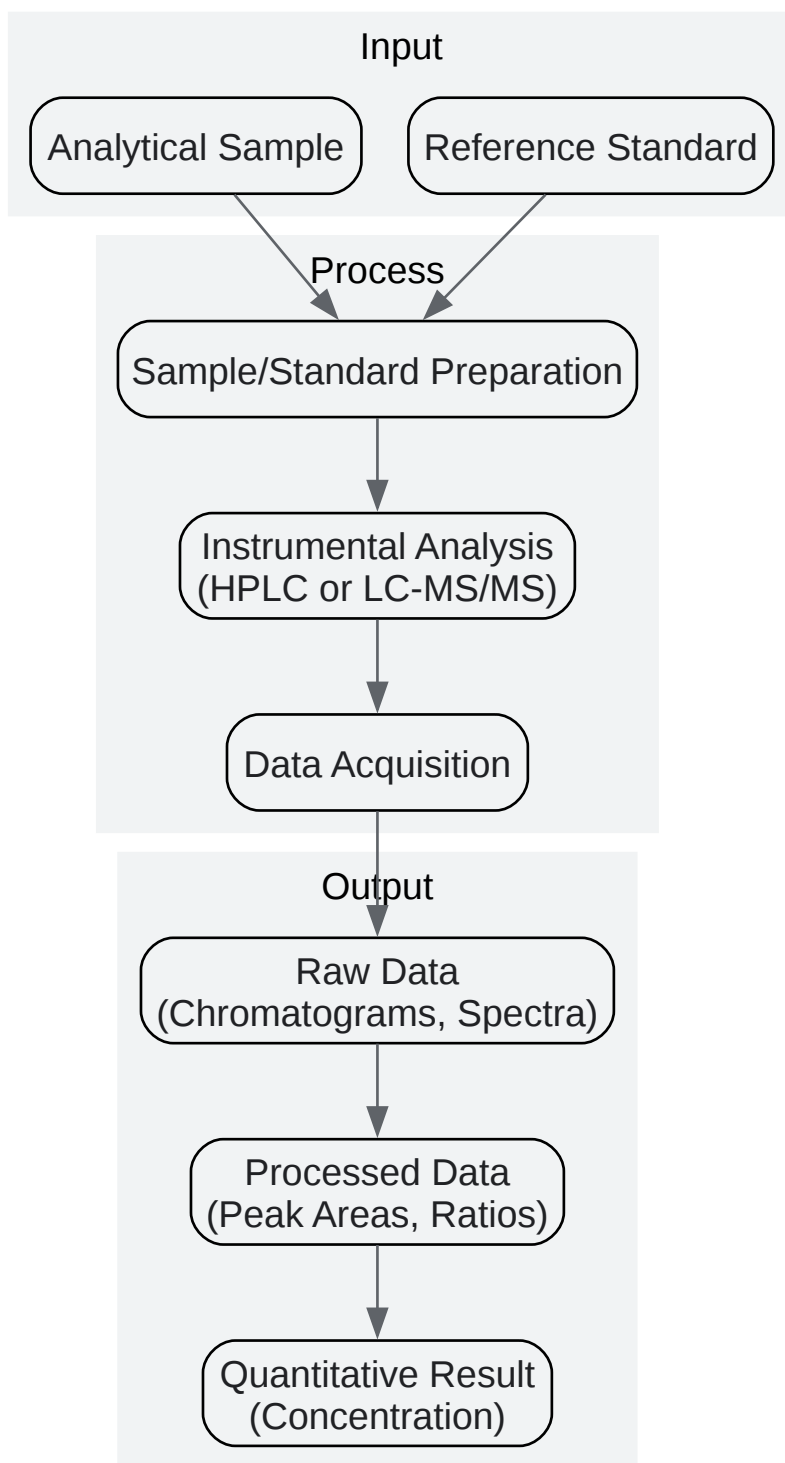 Input
Analytical Sample
Reference Standard
Process
Sample/Standard Preparation
Instrumental Analysis
(HPLC or LC-MS/MS)
Data Acquisition
Output
Raw Data
(Chromatograms, Spectra)
Processed Data
(Peak Areas, Ratios)
Quantitative Result
(Concentration)